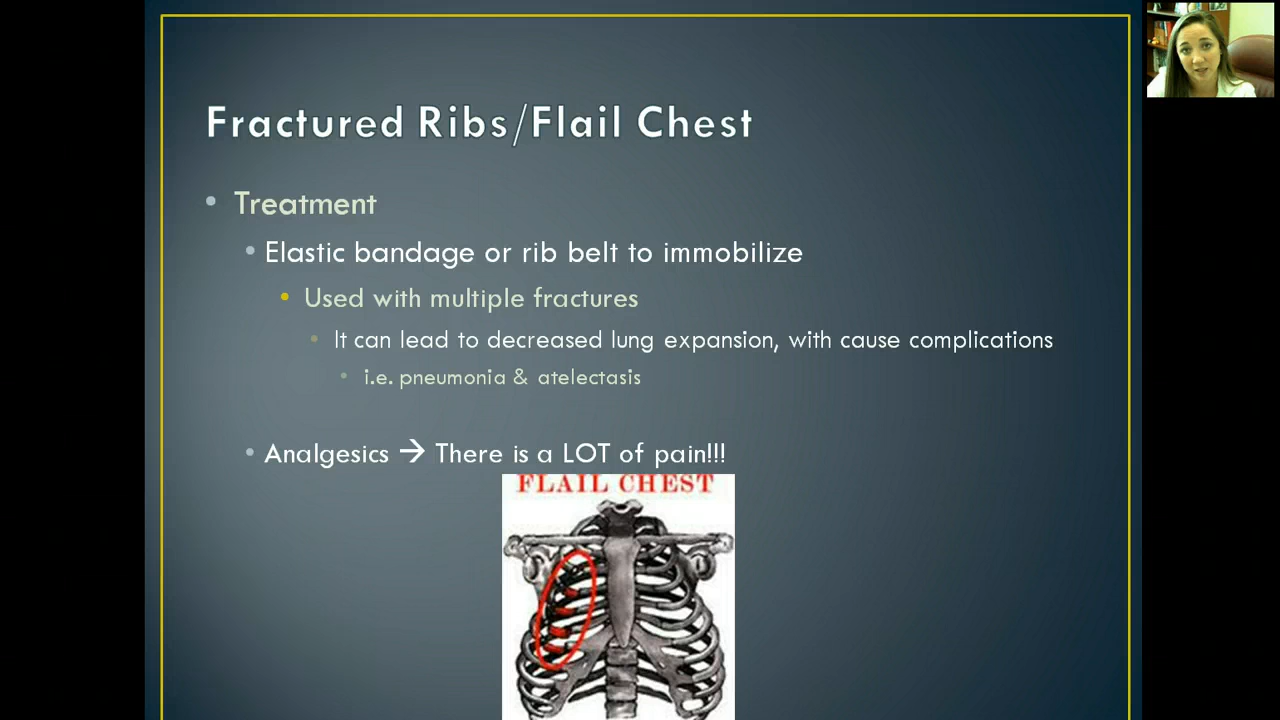 Fractured Ribs/Flail Chest
• Treatment
• Elastic bandage or rib belt to immobilize
• Used with multiple fractures
• It can lead to decreased lung expansion, with cause complications
• i.e. pneumonia & atelectasis
• Analgesics → There is a LOT of pain!!!
FLAIL CHEST